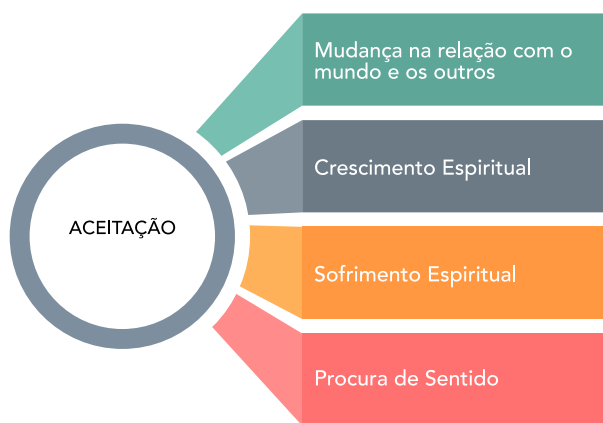 Mudança na relação com o
mundo e os outros
Crescimento Espiritual
ACEITAÇÃO
Sofrimento Espiritual
Procura de Sentido